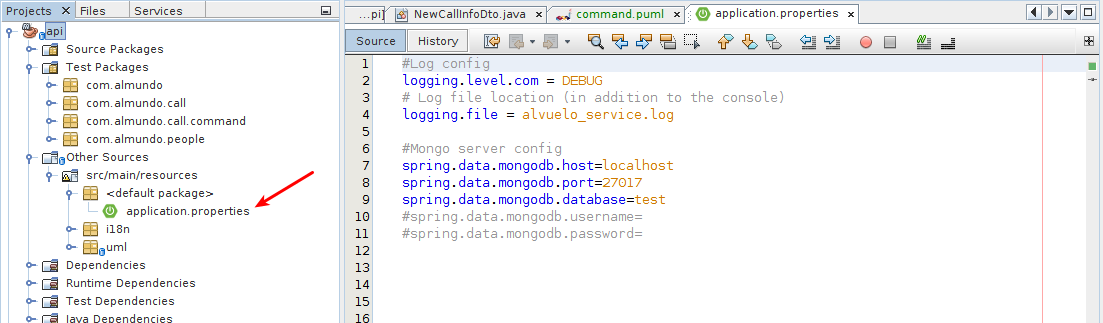 Projects
Files
Services
api
Source Packages
Test Packages
com.almundo
com.almundo.call
com.almundo.call.command
com.almundo.people
Other Sources
src/main/resources
<default package>
application.properties
i18n
uml
Dependencies
Runtime Dependencies
Test Dependencies
Java Dependencies
...pi]
NewCallInfoDto.java
command.puml
application.properties
Source
History
1 #Log config
2 logging.level.com = DEBUG
3 # Log file location (in addition to the console)
4 logging.file = alvuelo_service.log
5
6 #Mongo server config
7 spring.data.mongodb.host=localhost
8 spring.data.mongodb.port=27017
9 spring.data.mongodb.database=test
10 #spring.data.mongodb.username=
11 #spring.data.mongodb.password=
12
13
14
15
16